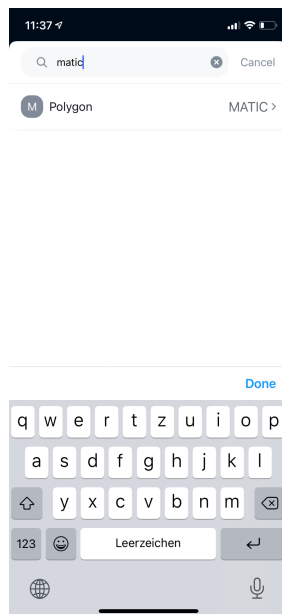 11:37
matic
Cancel
M Polygon MATIC >
Done
q w e r t z u i o p
a s d f g h j k l
y x c v b n m
123 Leerzeichen